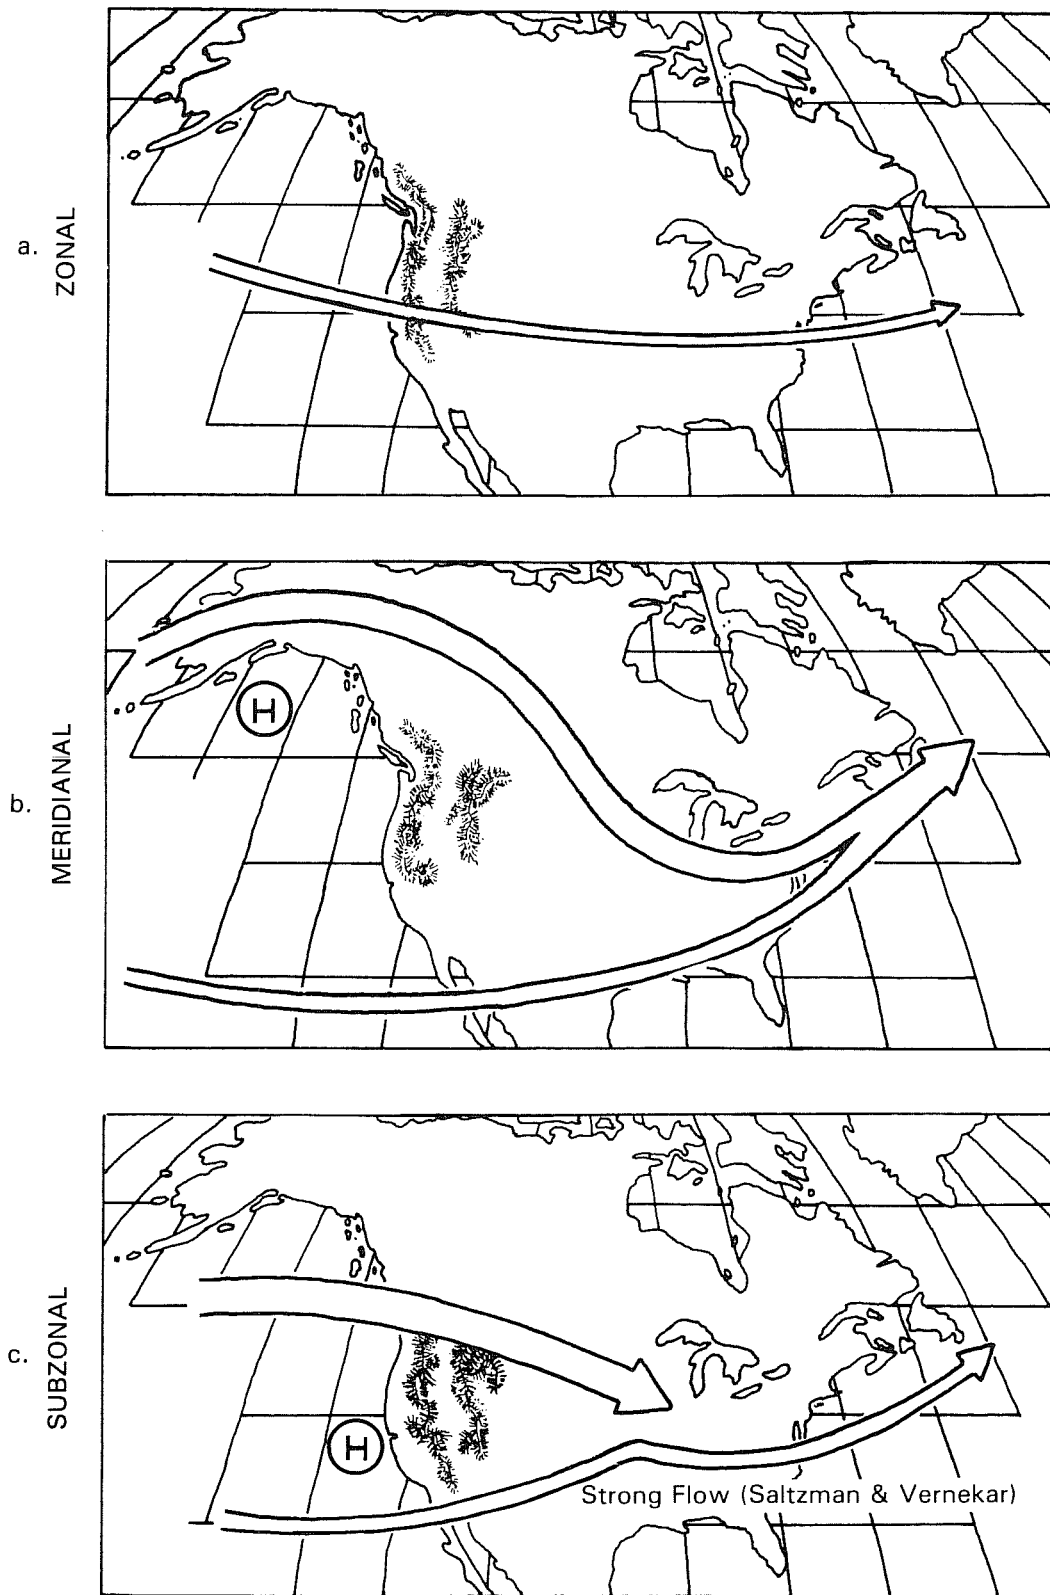 a.
ZONAL
b.
MERIDIANAL
H
c.
SUBZONAL
H
Strong Flow (Saltzman & Vernekar)